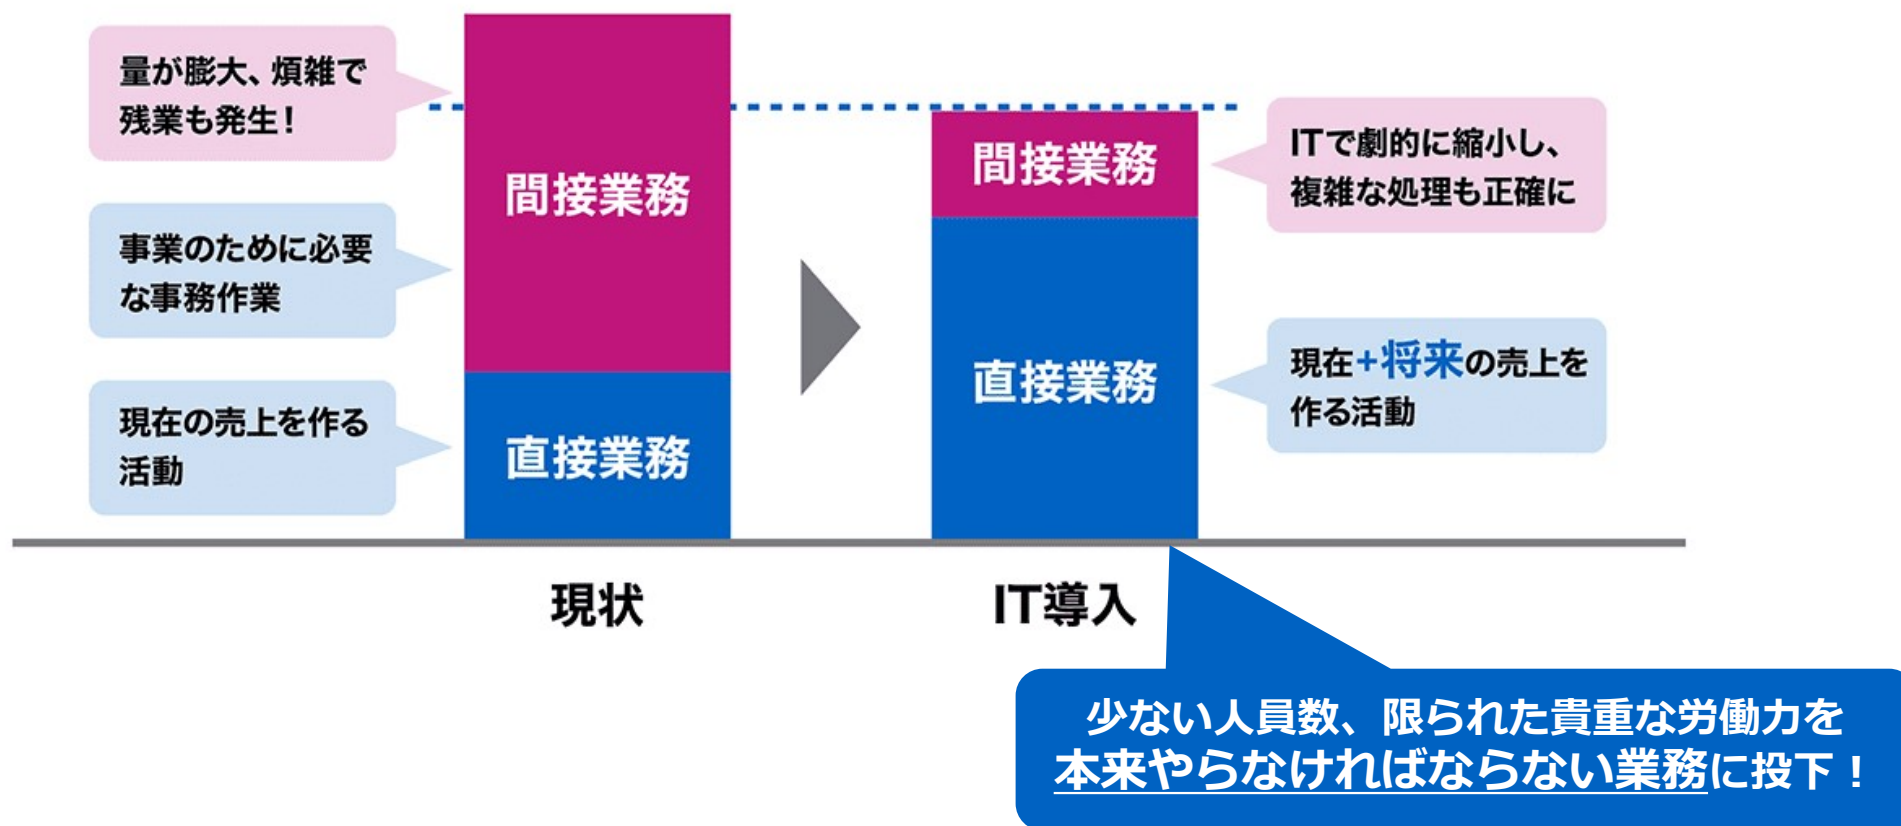 量が膨大、煩雑で
残業も発生！
事業のために必要
な事務作業
現在の売上を作る
活動
間接業務
直接業務
現状
間接業務
直接業務
IT導入
ITで劇的に縮小し、
複雑な処理も正確に
現在+将来の売上を
作る活動
少ない人員数、限られた貴重な労働力を
本来やらなければならない業務に投下！